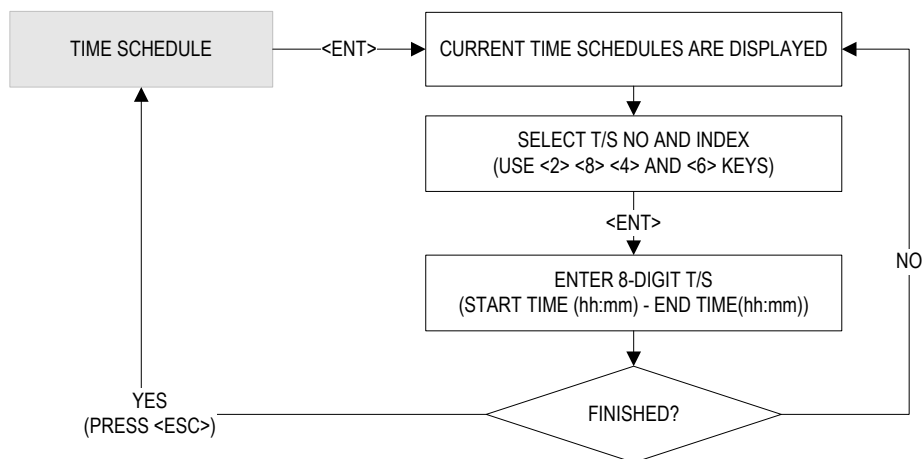 TIME SCHEDULE
<ENT>
CURRENT TIME SCHEDULES ARE DISPLAYED
SELECT T/S NO AND INDEX
(USE <2> <8> <4> AND <6> KEYS)
<ENT>
NO
ENTER 8-DIGIT T/S
(START TIME (hh:mm) - END TIME(hh:mm))
YES
(PRESS <ESC>)
FINISHED?